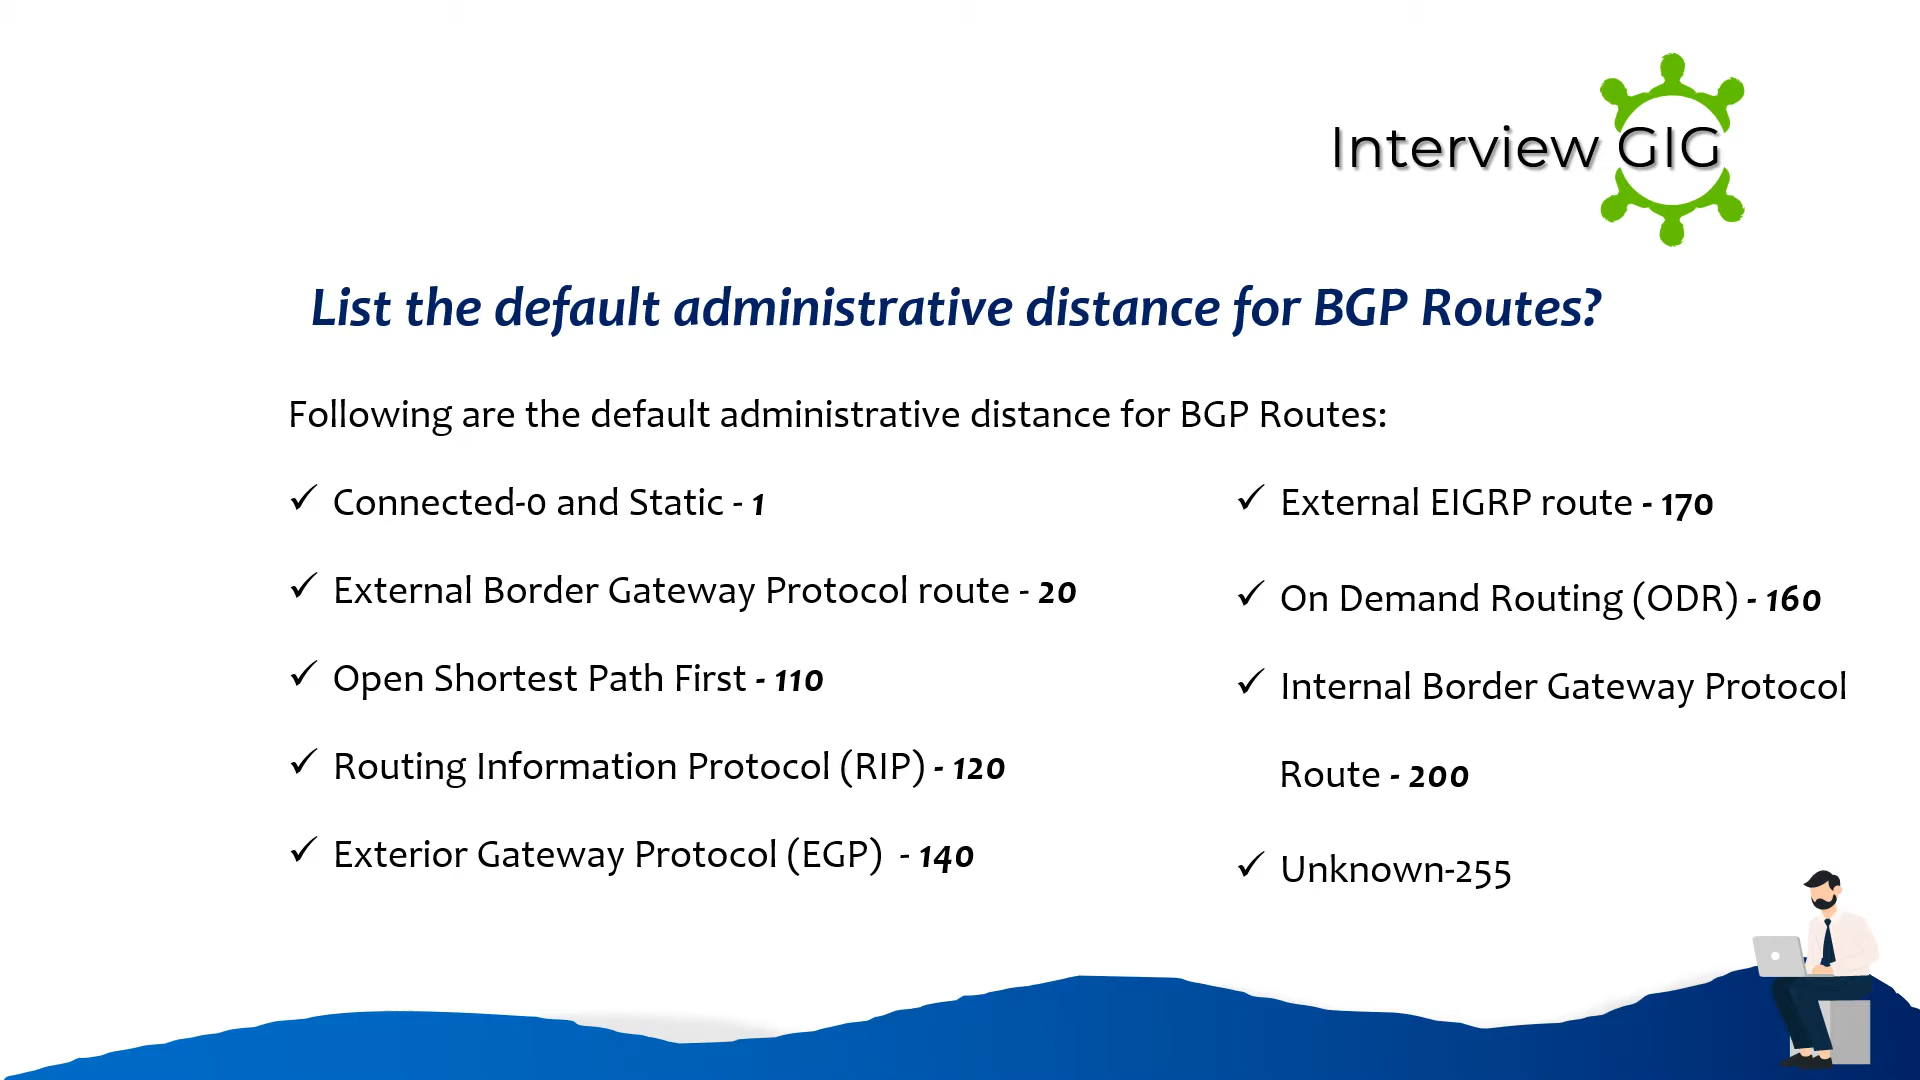 Interview GIG
List the default administrative distance for BGP Routes?
Following are the default administrative distance for BGP Routes:
✓ Connected-0 and Static - 1
✓ External Border Gateway Protocol route - 20
✓ Open Shortest Path First - 110
✓ Routing Information Protocol (RIP) - 120
✓ Exterior Gateway Protocol (EGP) - 140
✓ External EIGRP route - 170
✓ On Demand Routing (ODR) - 160
✓ Internal Border Gateway Protocol
Route - 200
✓ Unknown-255